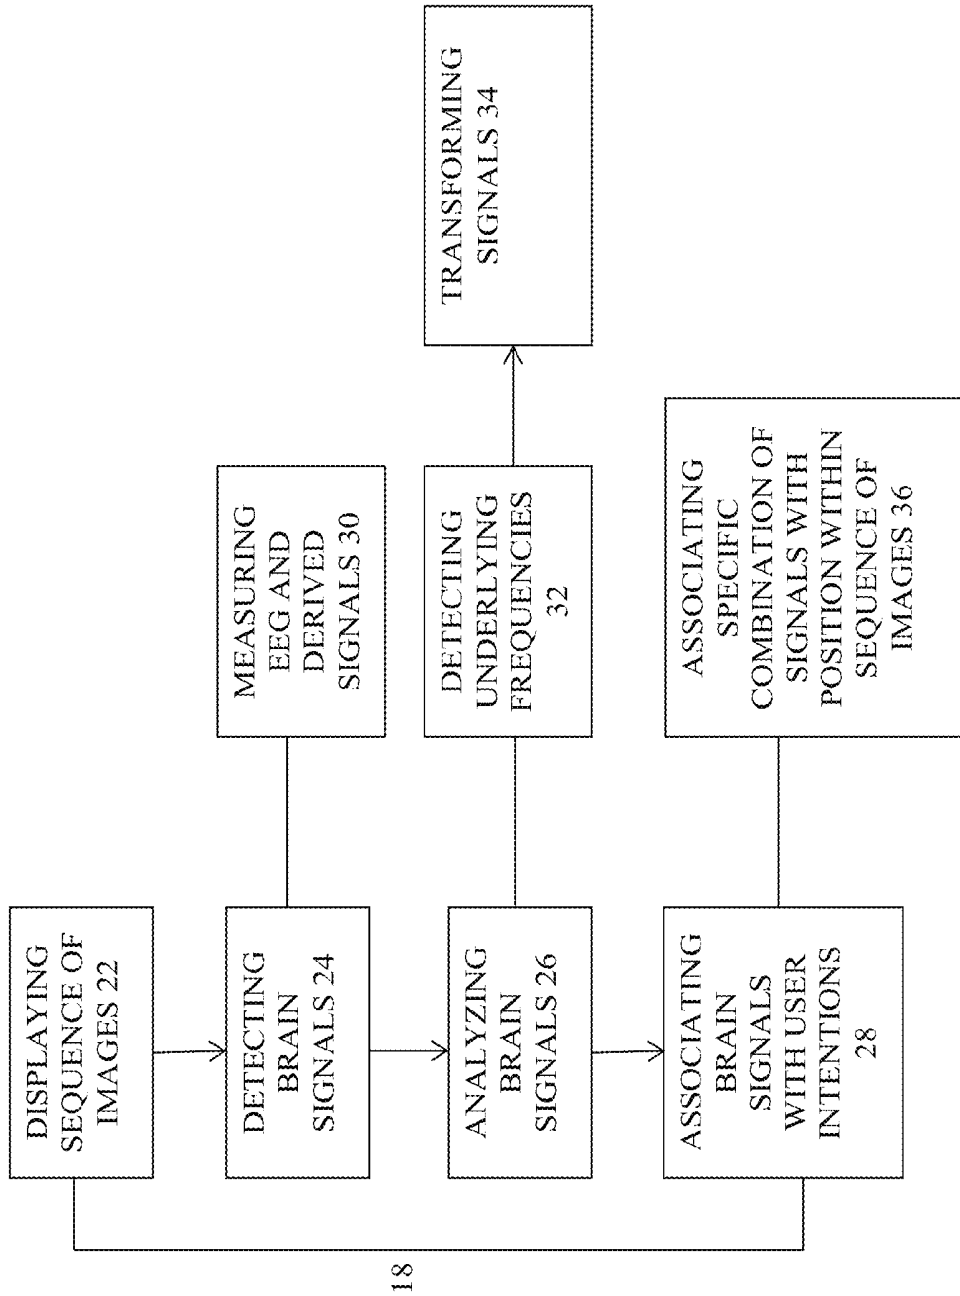 DISPLAYING
SEQUENCE OF
IMAGES 22
DETECTING
BRAIN
SIGNALS 24
ANALYZING
BRAIN
SIGNALS 26
ASSOCIATING
BRAIN
SIGNALS
WITH USER
INTENTIONS
28
MEASURING
EEG AND
DERIVED
SIGNALS 30
DETECTING
UNDERLYING
FREQUENCIES
32
TRANSFORMING
SIGNALS 34
ASSOCIATING
SPECIFIC
COMBINATION OF
SIGNALS WITH
POSITION WITHIN
SEQUENCE OF
IMAGES 36
18